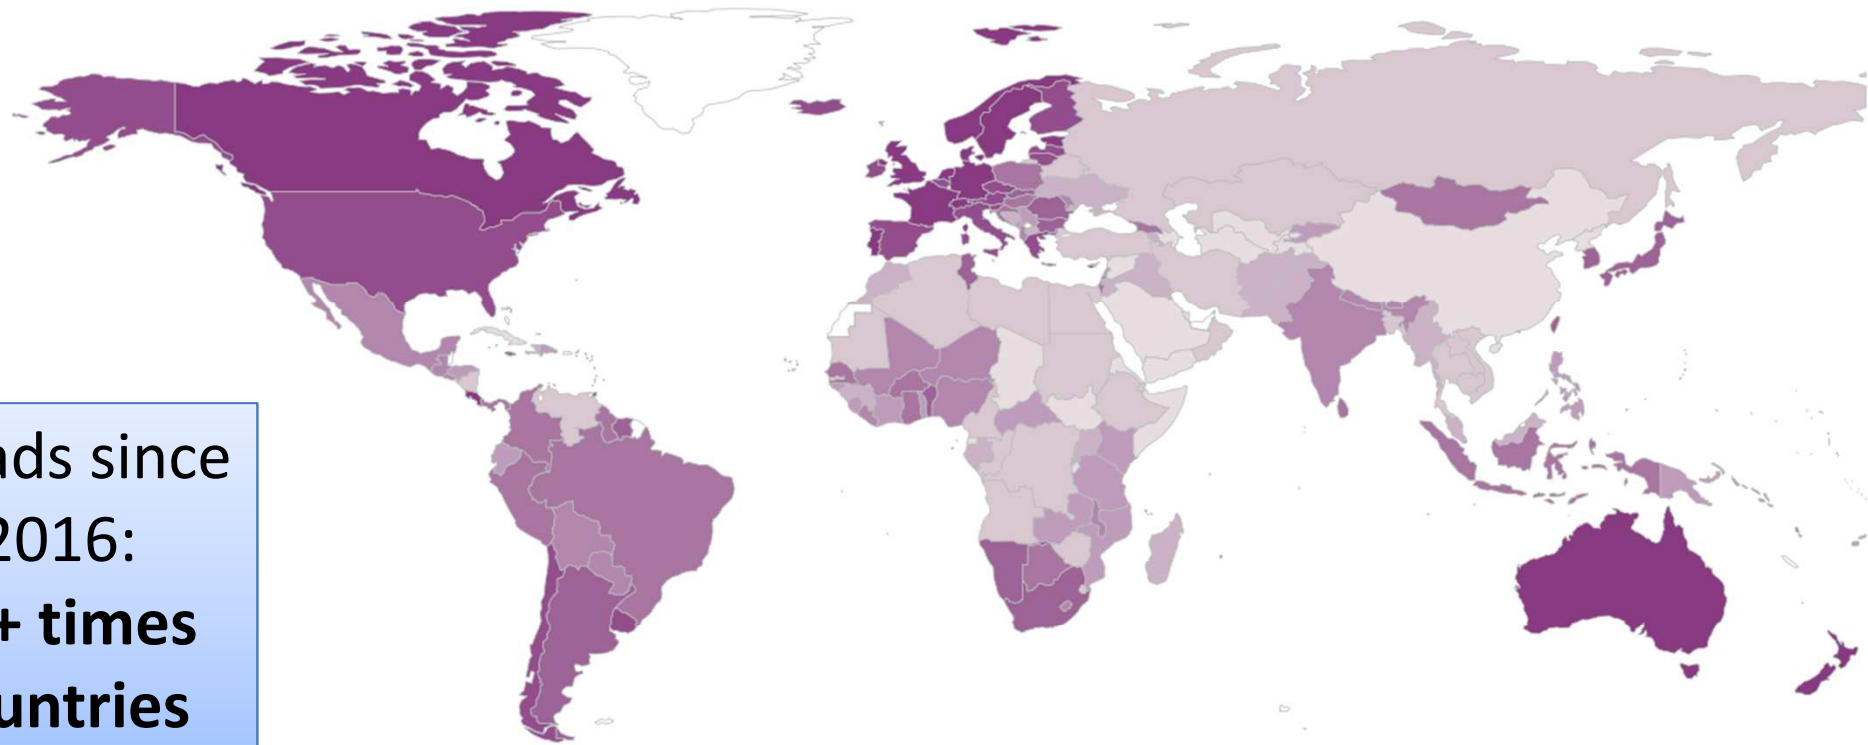 ads since
2016:
+ times
untries